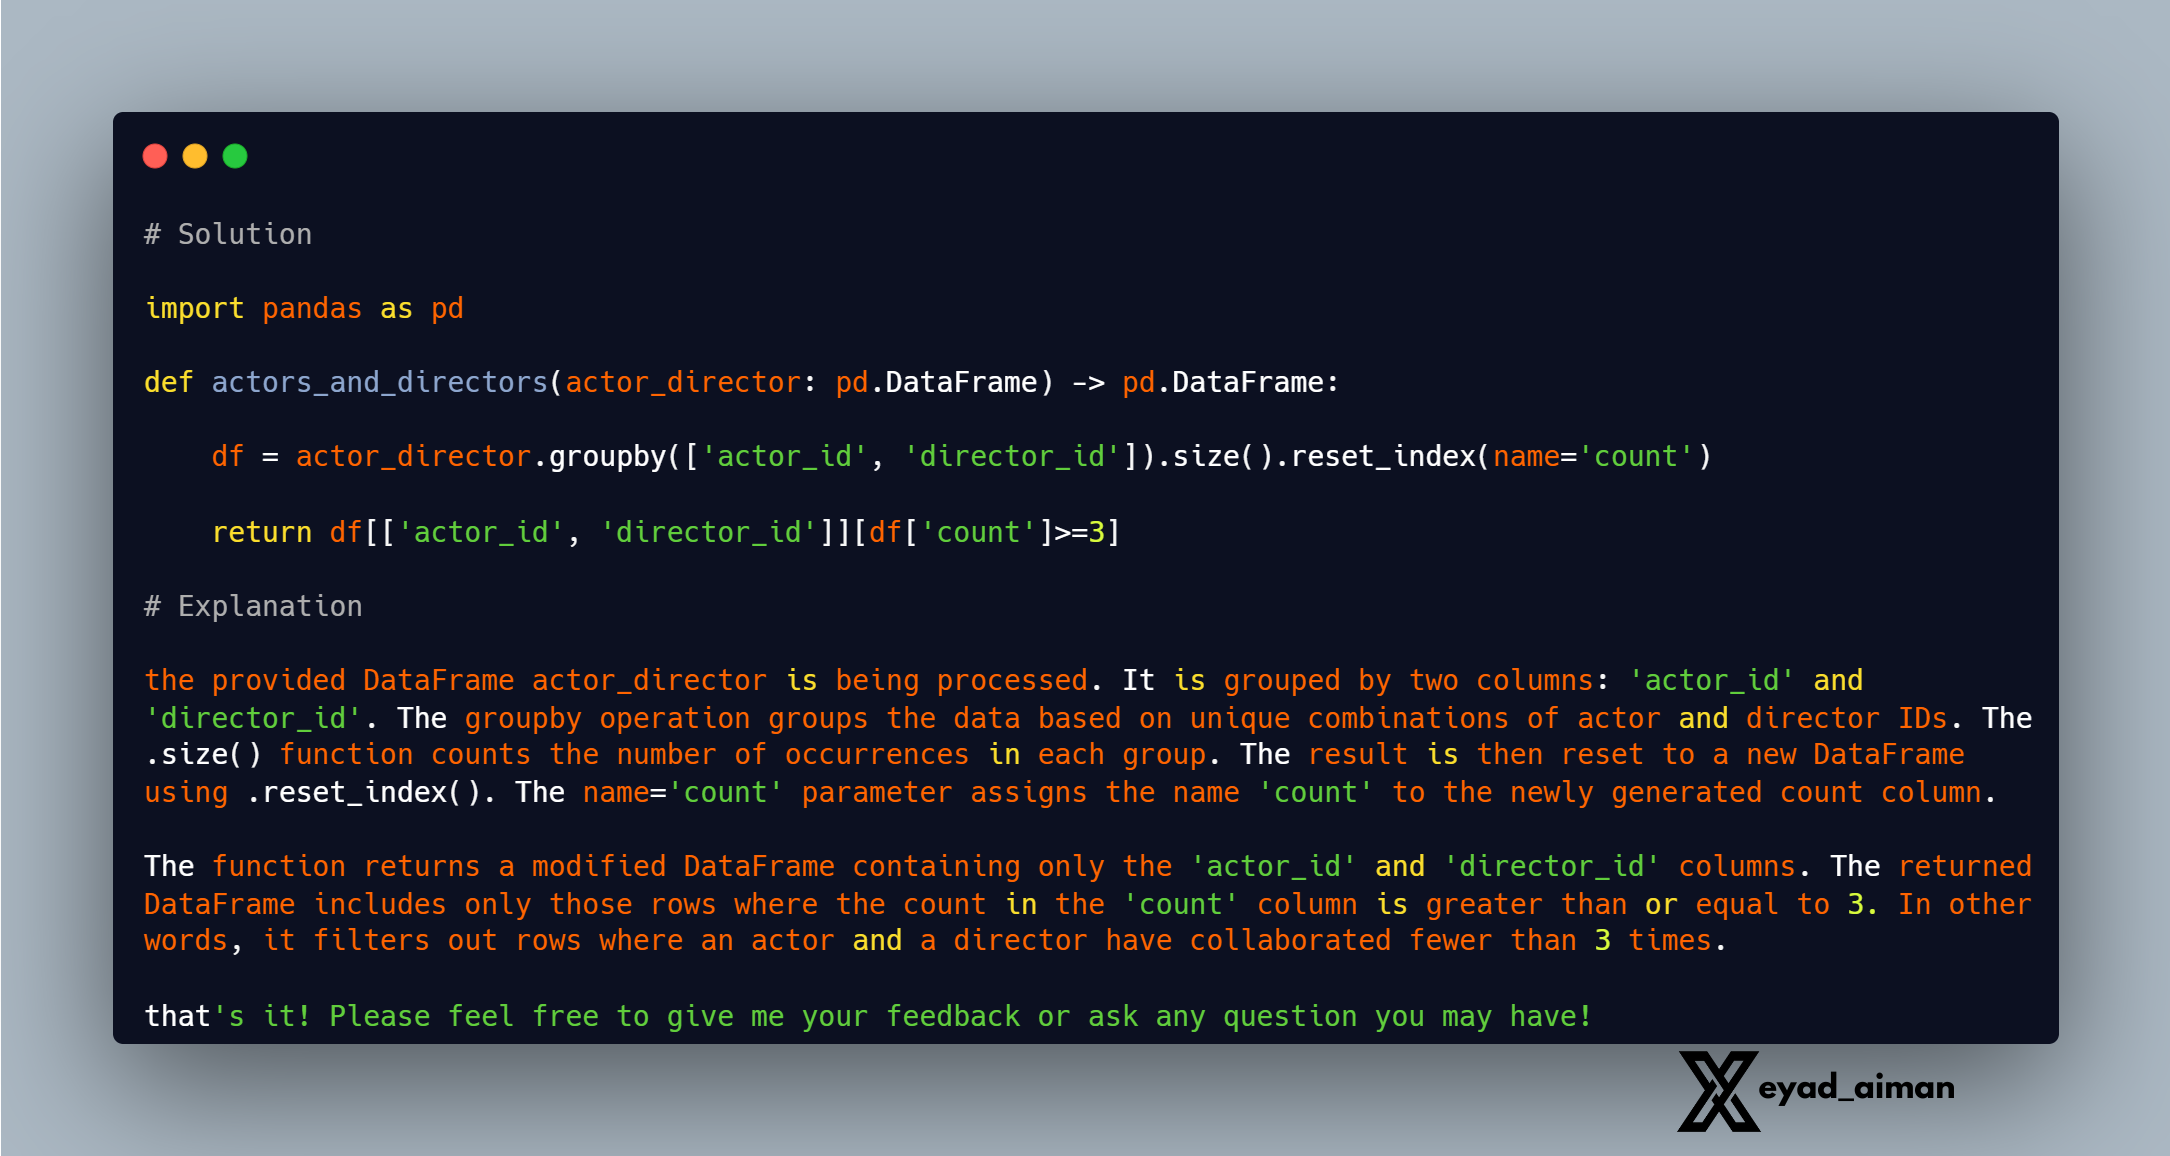 # Solution
import pandas as pd
def actors_and_directors(actor_director: pd.DataFrame) -> pd.DataFrame:
    df = actor_director.groupby(['actor_id', 'director_id']).size().reset_index(name='count')
    return df[['actor_id', 'director_id']][df['count']>=3]
# Explanation
the provided DataFrame actor_director is being processed. It is grouped by two columns: 'actor_id' and
'director_id'. The groupby operation groups the data based on unique combinations of actor and director IDs. The
.size() function counts the number of occurrences in each group. The result is then reset to a new DataFrame
using .reset_index(). The name='count' parameter assigns the name 'count' to the newly generated count column.
The function returns a modified DataFrame containing only the 'actor_id' and 'director_id' columns. The returned
DataFrame includes only those rows where the count in the 'count' column is greater than or equal to 3. In other
words, it filters out rows where an actor and a director have collaborated fewer than 3 times.
that's it! Please feel free to give me your feedback or ask any question you may have!
eyad_aiman